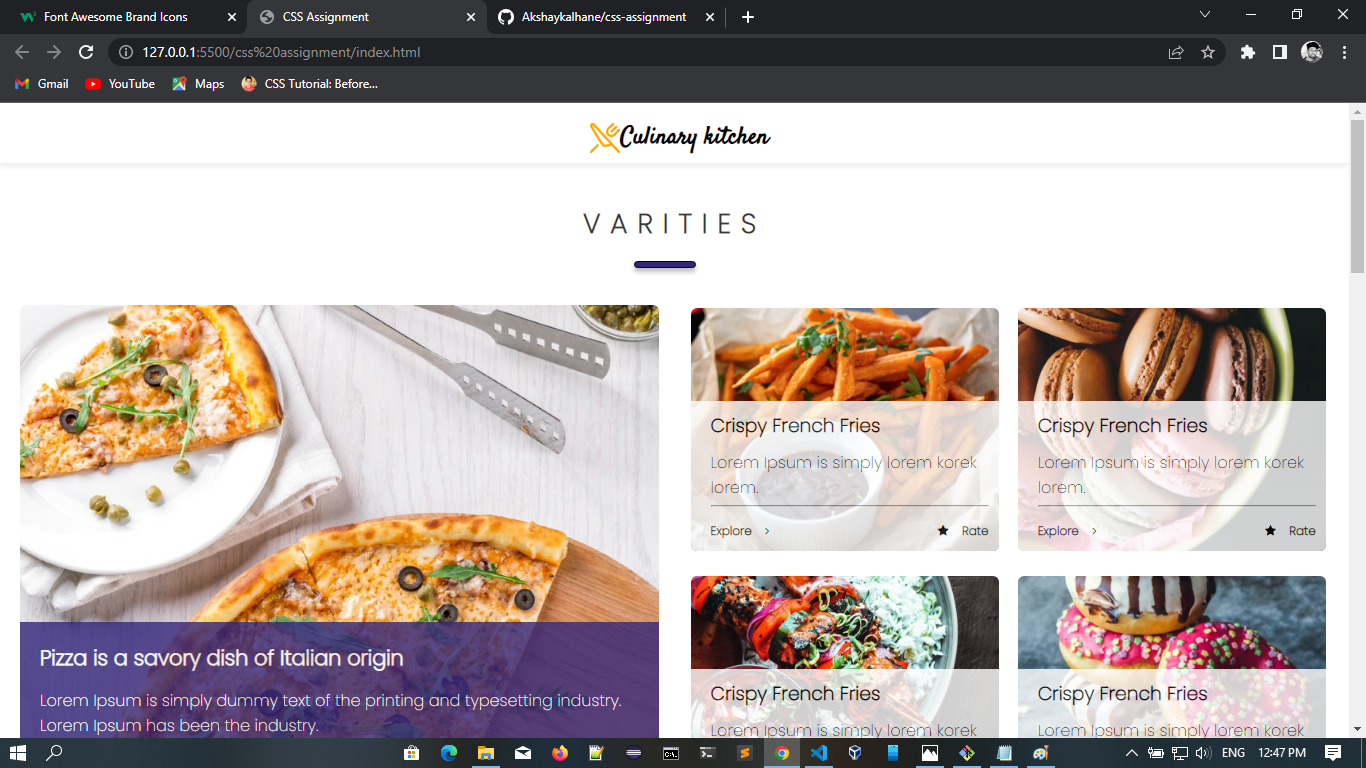 Font Awesome Brand Icons
CSS Assignment
Akshaykalhane/css-assignment
127.0.0.1:5500/css%20assignment/index.html
Gmail
YouTube
Maps
CSS Tutorial: Before...
Culinary kitchen
VARITIES
Pizza is a savory dish of Italian origin
Lorem Ipsum is simply dummy text of the printing and typesetting industry.
Lorem Ipsum has been the industry.
Crispy French Fries
Lorem Ipsum is simply lorem korek
lorem.
Explore >
Rate
Crispy French Fries
Lorem Ipsum is simply lorem korek
lorem.
Explore >
Rate
Crispy French Fries
Lorem Ipsum is simply lorem korek
Crispy French Fries
Lorem Ipsum is simply lorem korek
ENG
12:47 PM